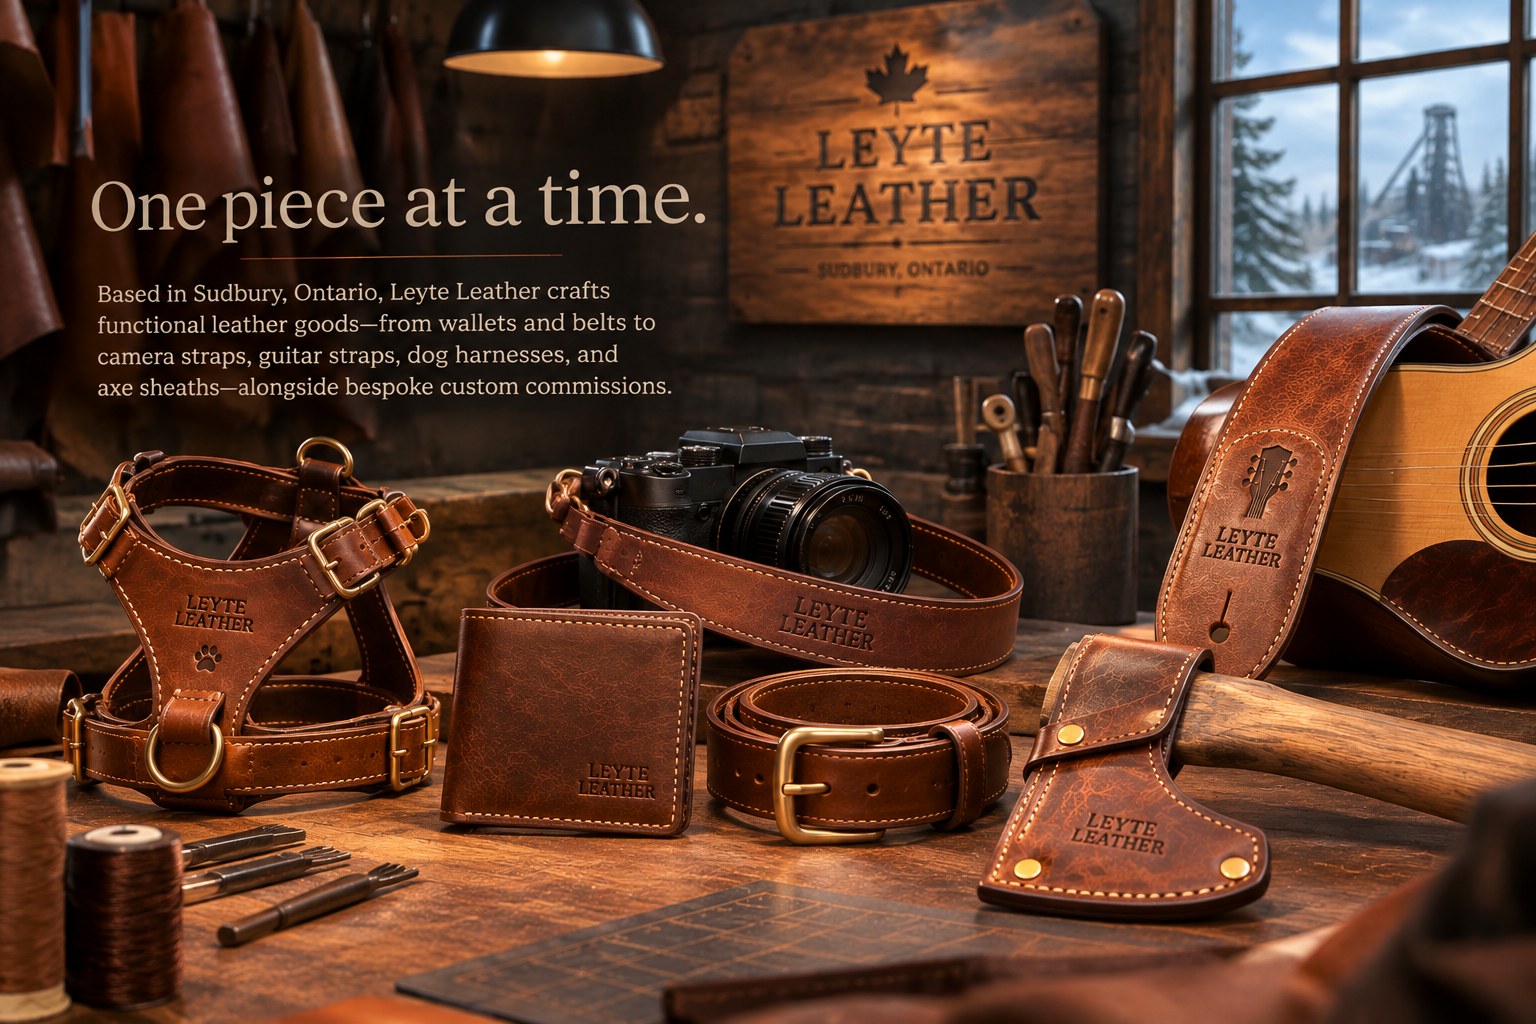 One piece at a time.
Based in Sudbury, Ontario, Leyte Leather crafts
functional leather goods—from wallets and belts to
camera straps, guitar straps, dog harnesses, and
axe sheaths—alongside bespoke custom commissions.
LEYTE
LEATHER
SUDBURY, ONTARIO
LEYTE
LEATHER
LEYTE
LEATHER
LEYTE
LEATHER
LEYTE
LEATHER
LEYTE
LEATHER